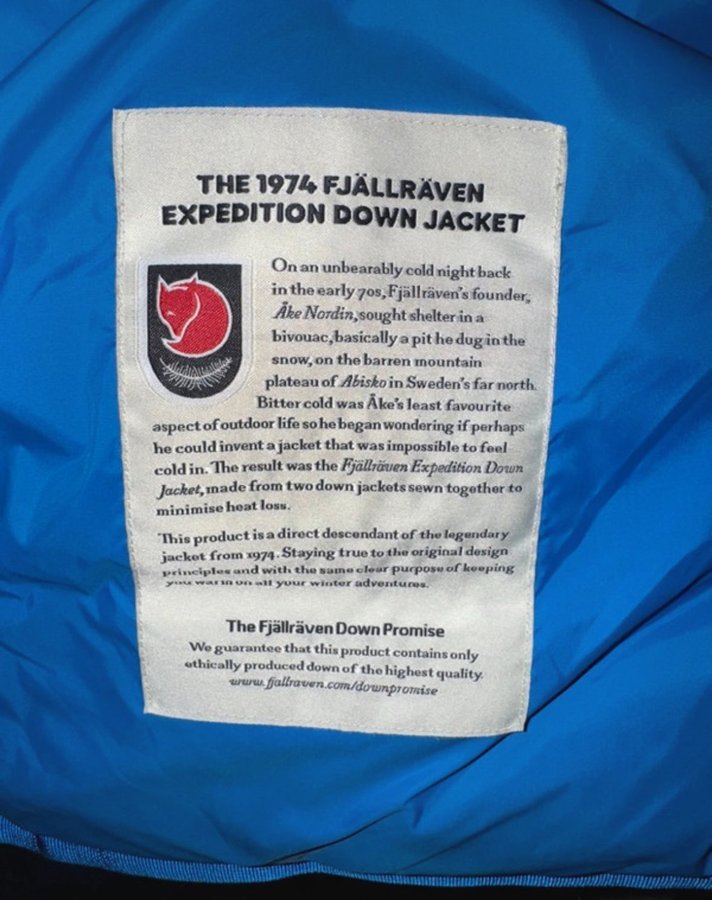 THE 1974 FJÄLLRÄVEN
EXPEDITION DOWN JACKET
On an unbearably cold night back
in the early 70s, Fjällräven's founder,
Åke Nordin, sought shelter in a
bivouac, basically a pit he dug in the
snow, on the barren mountain
plateau of Abisko in Sweden's far north.
Bitter cold was Åke's least favourite
aspect of outdoor life so he began wondering if perhaps
he could invent a jacket that was impossible to feel
cold in. The result was the Fjällräven Expedition Down
Jacket, made from two down jackets sewn together to
minimise heat loss.
This product is a direct descendant of the legendary
jacket from 1974. Staying true to the original design
principles and with the same clear purpose of keeping
you warm on all your winter adventures.
The Fjällräven Down Promise
We guarantee that this product contains only
ethically produced down of the highest quality.
www.fjallraven.com/downpromise